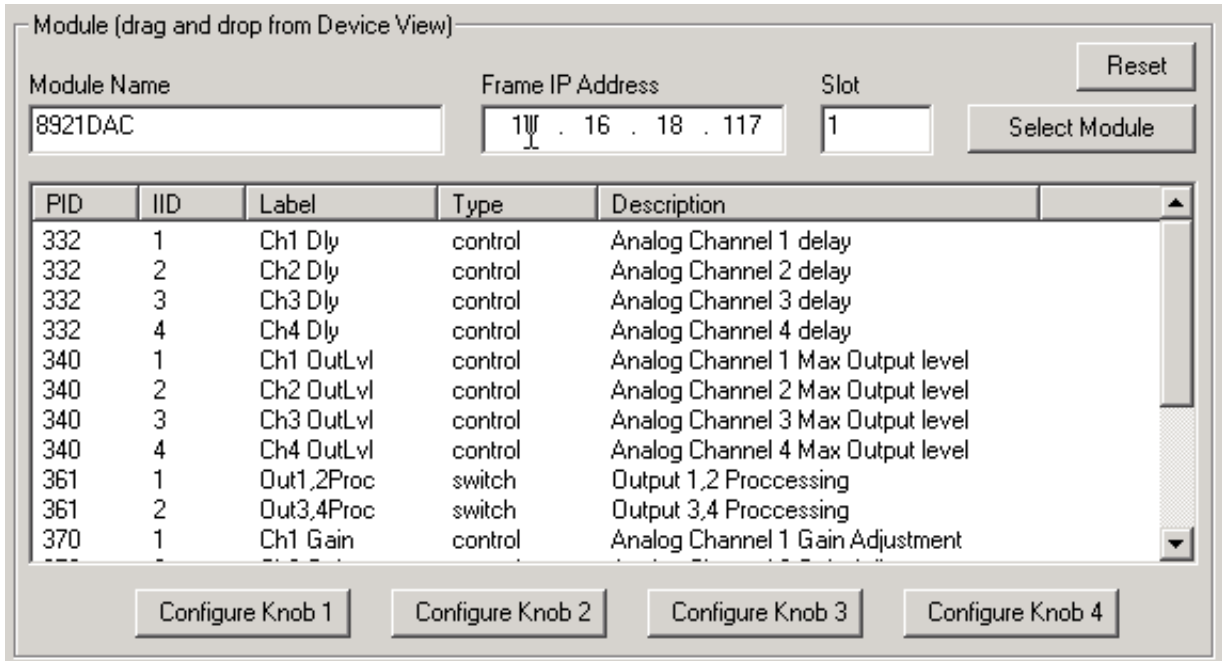 Module (drag and drop from Device View)
Reset
Module Name
Frame IP Address
Slot
8921DAC
. 16 . 18 . 117
1
Select Module
PID IID Label Type Description
332 1 Ch1 Dly control Analog Channel 1 delay
332 2 Ch2 Dly control Analog Channel 2 delay
332 3 Ch3 Dly control Analog Channel 3 delay
332 4 Ch4 Dly control Analog Channel 4 delay
340 1 Ch1 OutLvl control Analog Channel 1 Max Output level
340 2 Ch2 OutLvl control Analog Channel 2 Max Output level
340 3 Ch3 OutLvl control Analog Channel 3 Max Output level
340 4 Ch4 OutLvl control Analog Channel 4 Max Output level
361 1 Out1,2Proc switch Output 1,2 Proccessing
361 2 Out3,4Proc switch Output 3,4 Proccessing
370 1 Ch1 Gain control Analog Channel 1 Gain Adjustment
Configure Knob 1 Configure Knob 2 Configure Knob 3 Configure Knob 4